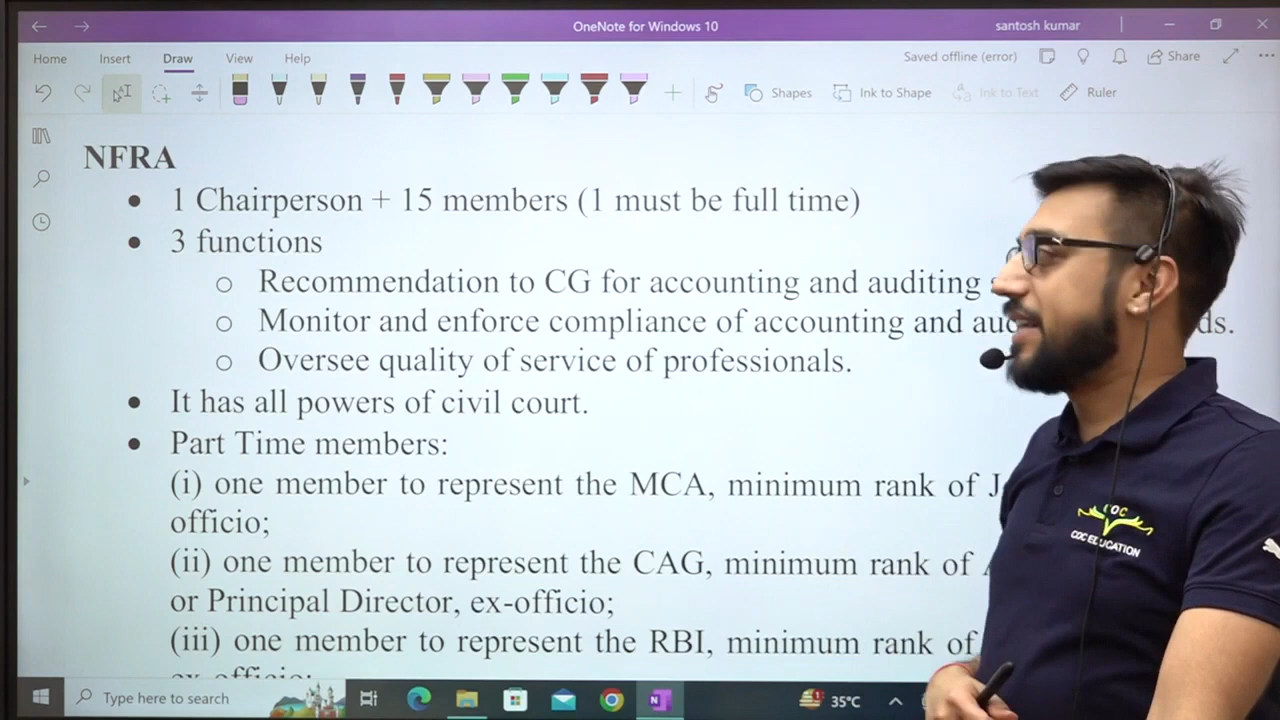 OneNote for Windows 10
santosh kumar
Home Insert Draw View Help
Saved offline (error)
Share
Shapes
Ink to Shape
Ink to Text
Ruler
NFRA
• 1 Chairperson + 15 members (1 must be full time)
• 3 functions
o Recommendation to CG for accounting and auditing
o Monitor and enforce compliance of accounting and
o Oversee quality of service of professionals.
• It has all powers of civil court.
• Part Time members:
(i) one member to represent the MCA, minimum rank of
officio;
(ii) one member to represent the CAG, minimum rank of
or Principal Director, ex-officio;
(iii) one member to represent the RBI, minimum rank of
ex-officio;
COC
COC EDUCATION
Type here to search
1
35°C